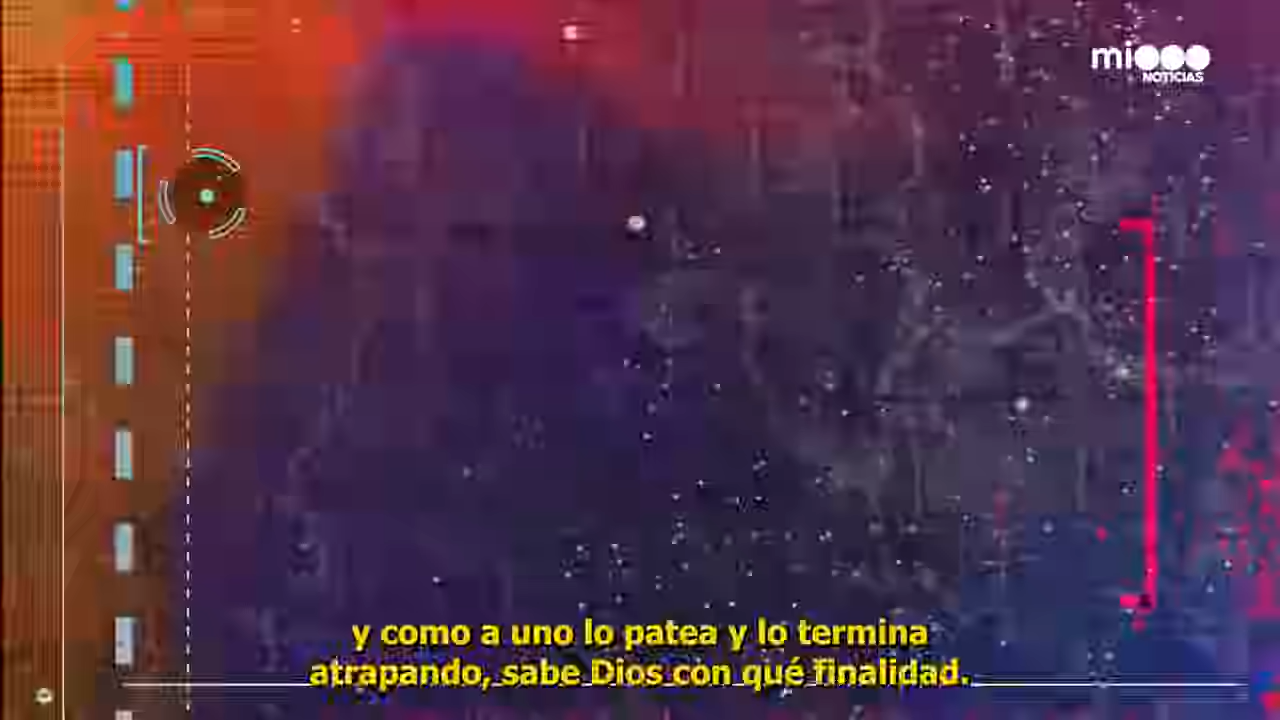 mi
NOTICIAS
y como a uno lo patea y lo termina
atrapando, sabe Dios con qué finalidad.